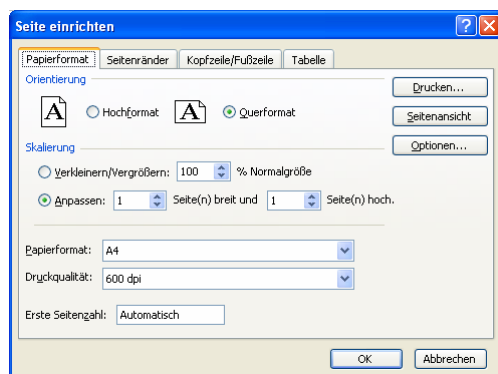 Seite einrichten
Papierformat Seitenränder Kopfzeile/Fußzeile Tabelle
Orientierung
Drucken...
A Hochformat A Querformat
Seitenansicht
Skalierung
Optionen...
Verkleinern/Vergrößern: 100 % Normalgröße
Anpassen: 1 Seite(n) breit und 1 Seite(n) hoch.
Papierformat: A4
Druckqualität: 600 dpi
Erste Seitenzahl: Automatisch
OK Abbrechen